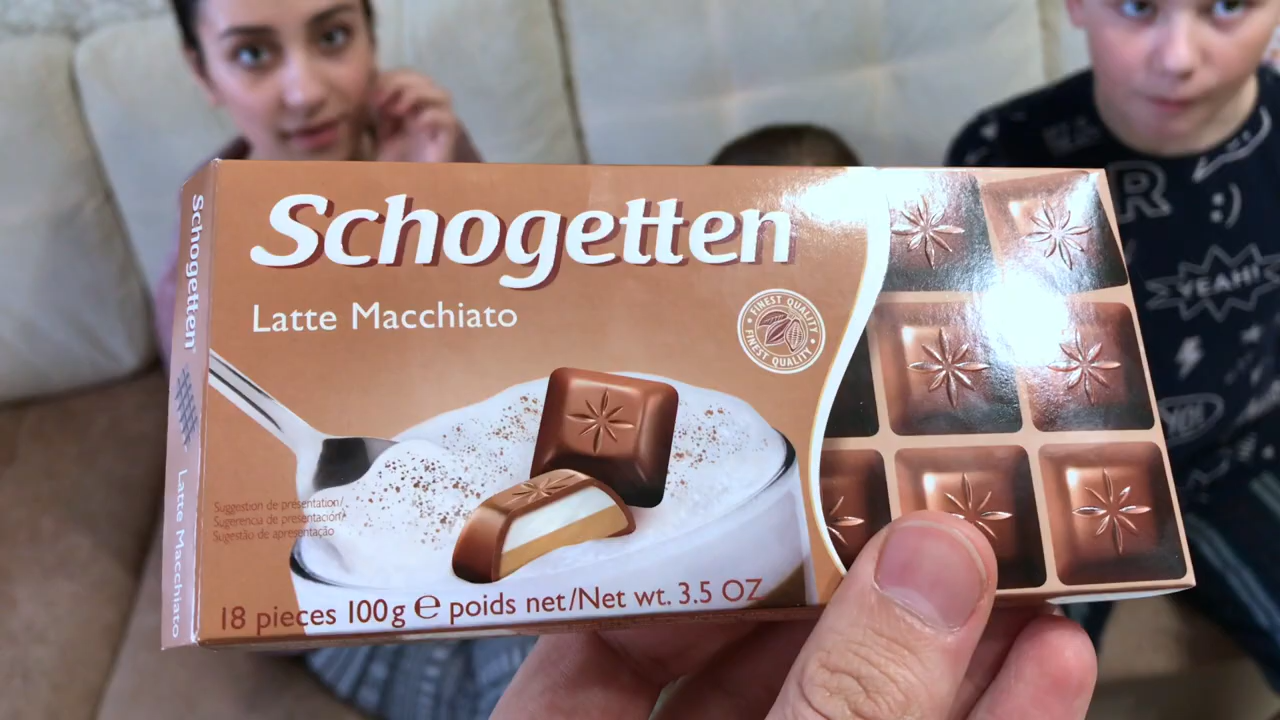 Schogetten
Latte Macchiato
FINEST QUALITY
FINEST QUALITY
Suggestion de présentation/
Sugerencia de presentación/
Sugestão de apresentação
18 pieces 100g e poids net/Net wt. 3.5 OZ
Schogetten
Latte Macchiato
R
:)
YEAH!